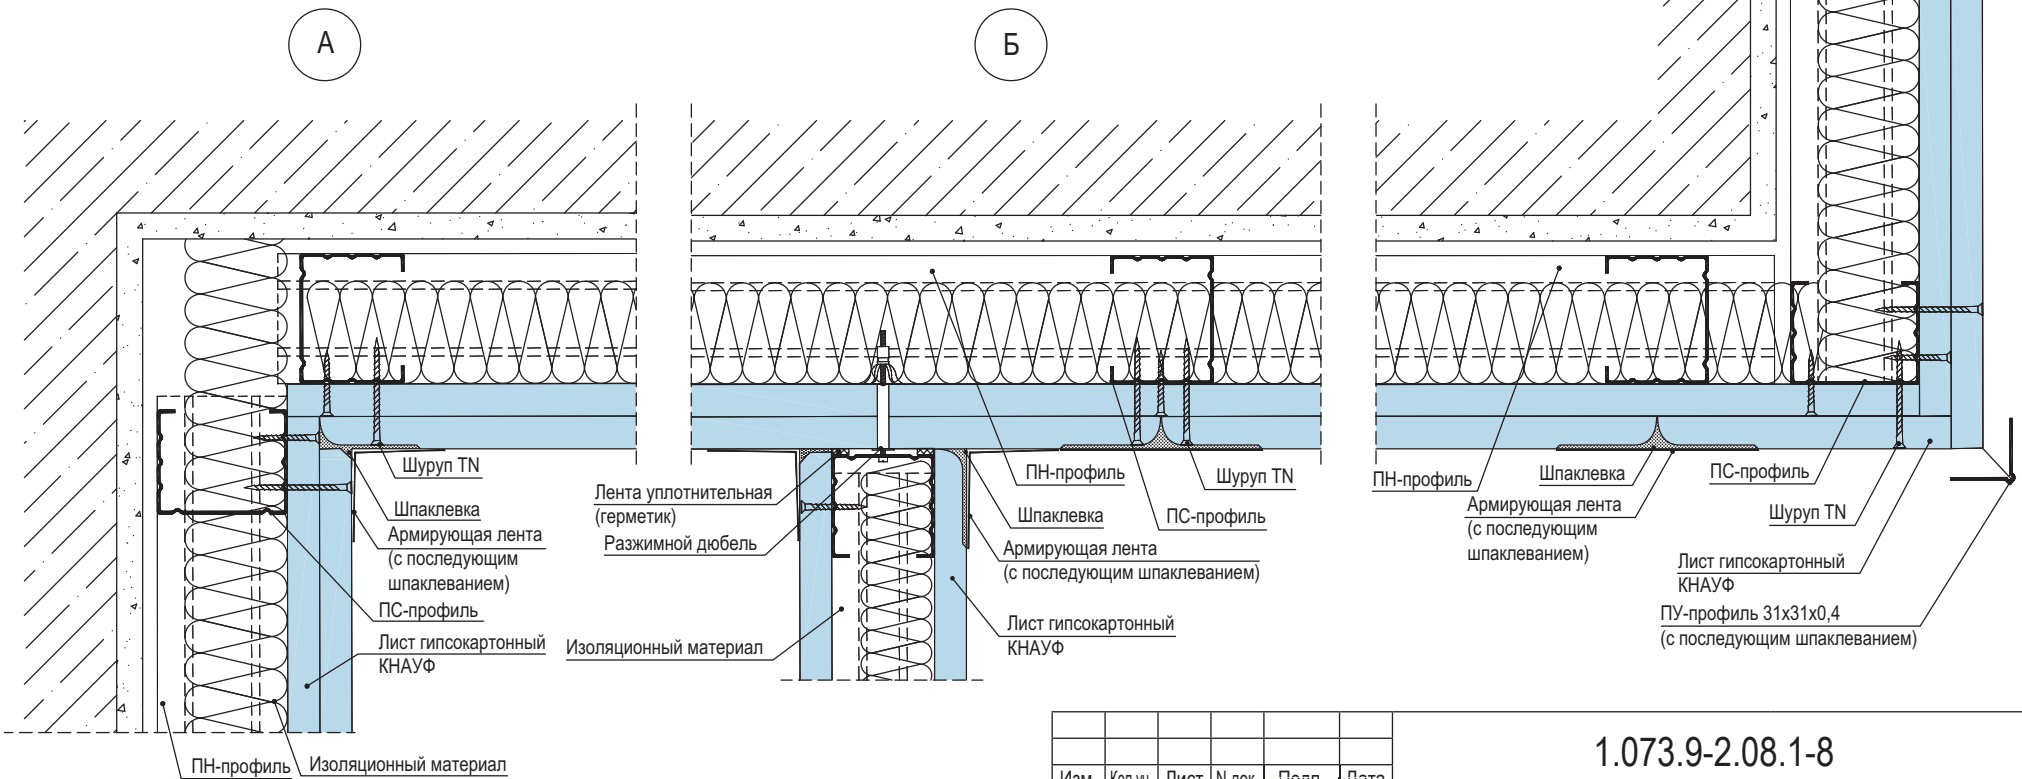 А
Б
Шуруп TN
Шпаклевка
Армирующая лента
(с последующим
шпаклеванием)
ПС-профиль
Лист гипсокартонный
КНАУФ
ПН-профиль
Изоляционный материал
Лента уплотнительная
(герметик)
Разжимной дюбель
Изоляционный материал
ПН-профиль
Шуруп TN
Шпаклевка
ПС-профиль
Армирующая лента
(с последующим шпаклеванием)
Лист гипсокартонный
КНАУФ
ПН-профиль
Шпаклевка
ПС-профиль
Армирующая лента
(с последующим
шпаклеванием)
Шуруп TN
Лист гипсокартонный
КНАУФ
ПУ-профиль 31х31х0,4
(с последующим шпаклеванием)
1.073.9-2.08.1-8
Изм. Кол.уч. Лист N док. Подп. Дата